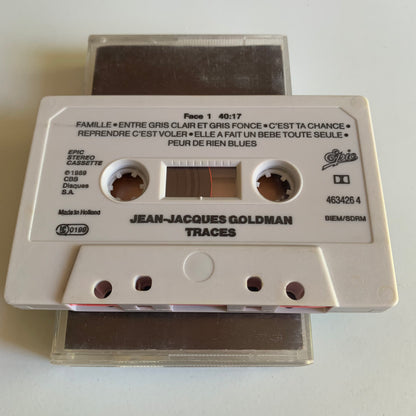 Face 1 40:17
FAMILLE • ENTRE GRIS CLAIR ET GRIS FONCE • C'EST TA CHANCE •
REPRENDRE C'EST VOLER • ELLE A FAIT UN BEBE TOUTE SEULE •
PEUR DE RIEN BLUES
EPIC
STEREO
CASSETTE
℗1989
CBS
Disques
S.A.
Made in Holland
0199
Epic
463426 4
BIEM/SDRM
JEAN-JACQUES GOLDMAN
TRACES